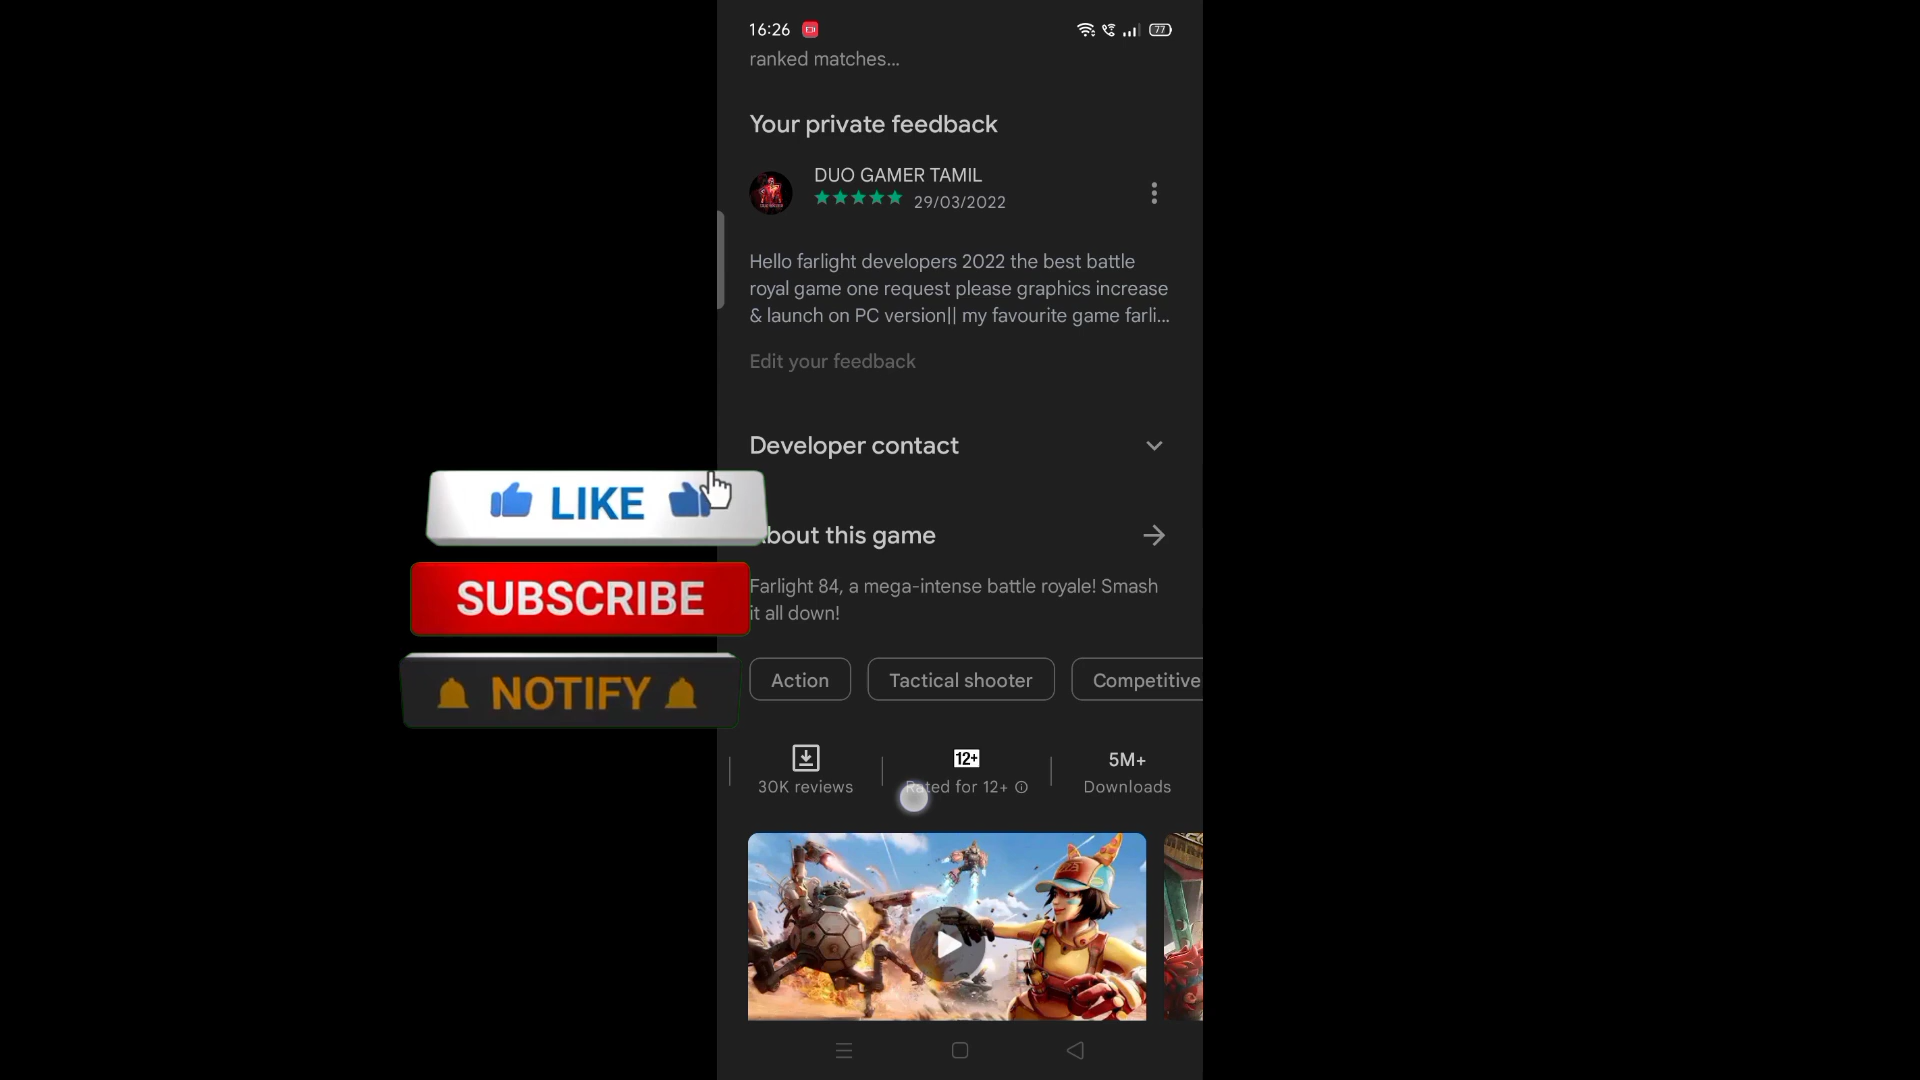 16:26
77
ranked matches...
Your private feedback
DUO GAMER TAMIL
29/03/2022
Hello farlight developers 2022 the best battle
royal game one request please graphics increase
& launch on PC version|| my favourite game farli...
Edit your feedback
Developer contact
LIKE
About this game
SUBSCRIBE
Farlight 84, a mega-intense battle royale! Smash
it all down!
NOTIFY
Action
Tactical shooter
Competitive
12+
5M+
30K reviews
Rated for 12+
Downloads